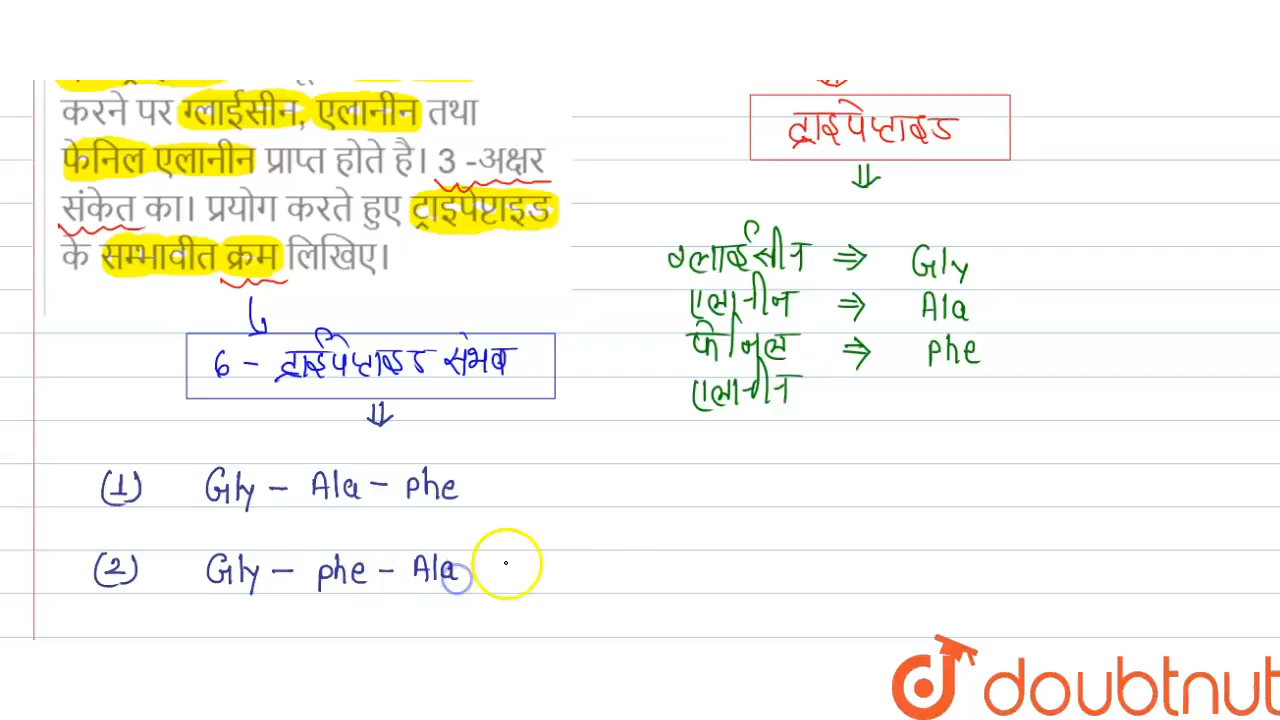 करने पर ग्लाईसीन, एलानीन तथा
फेनिल एलानीन प्राप्त होते है। 3 -अक्षर
संकेत का। प्रयोग करते हुए ट्राइपेप्टाइड
के सम्भावीत क्रम लिखिए।
6 - ट्राईपेप्टाइड संभव
(1) Gly - Ala - phe
(2) Gly - phe - Ala
ट्राइपेप्टाइड
ग्लाईसीन ⇒ Gly
एलानीन ⇒ Ala
फेनिल ⇒ phe
एलानीन
doubtnut